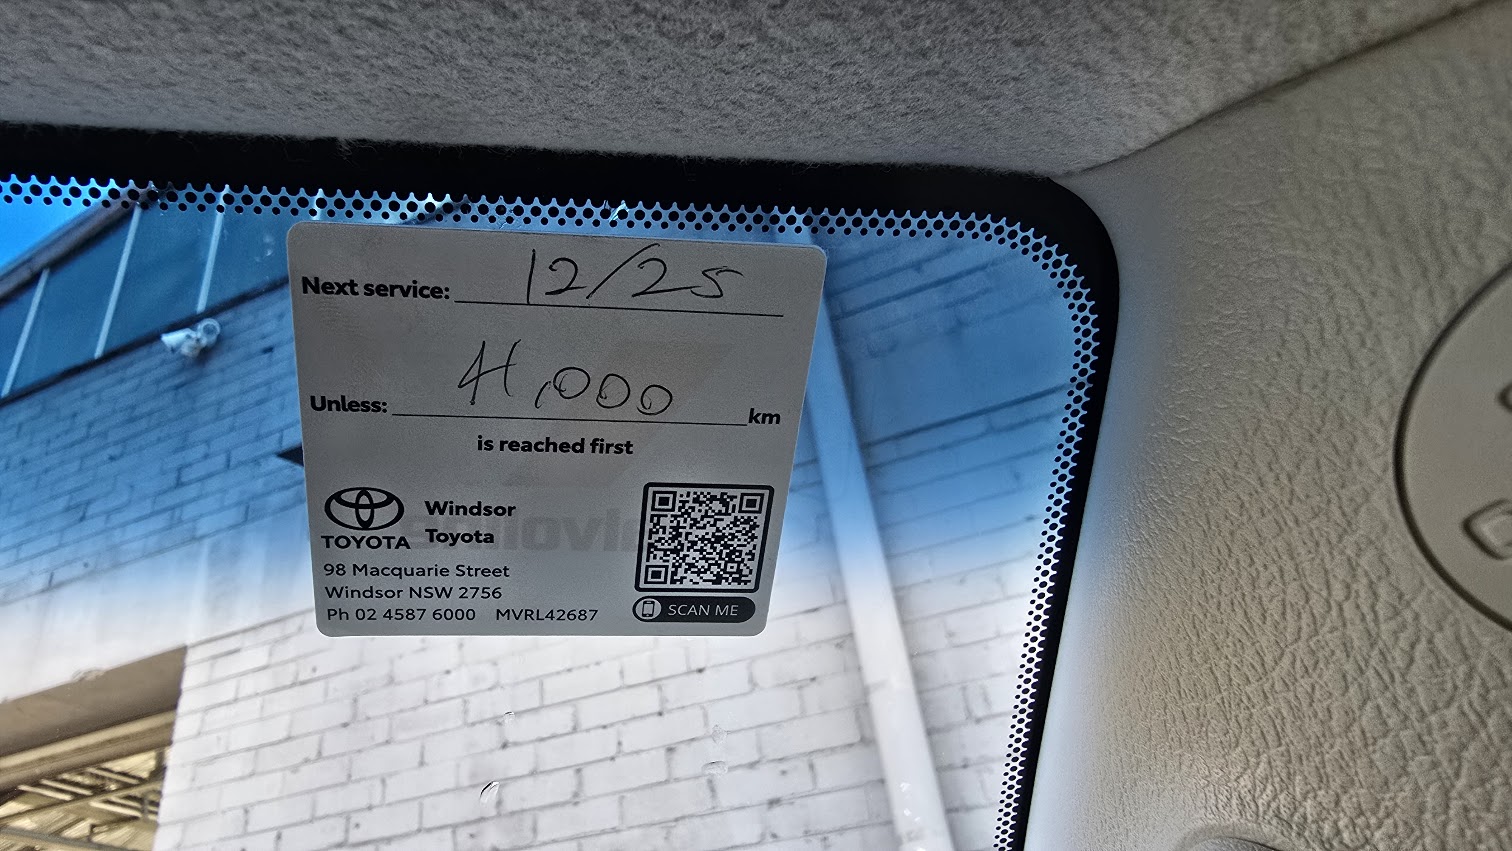 Next service: 12/25
Unless: 41,000 km
is reached first
TOYOTA
Windsor
Toyota
98 Macquarie Street
Windsor NSW 2756
Ph 02 4587 6000 MVRL42687
SCAN ME